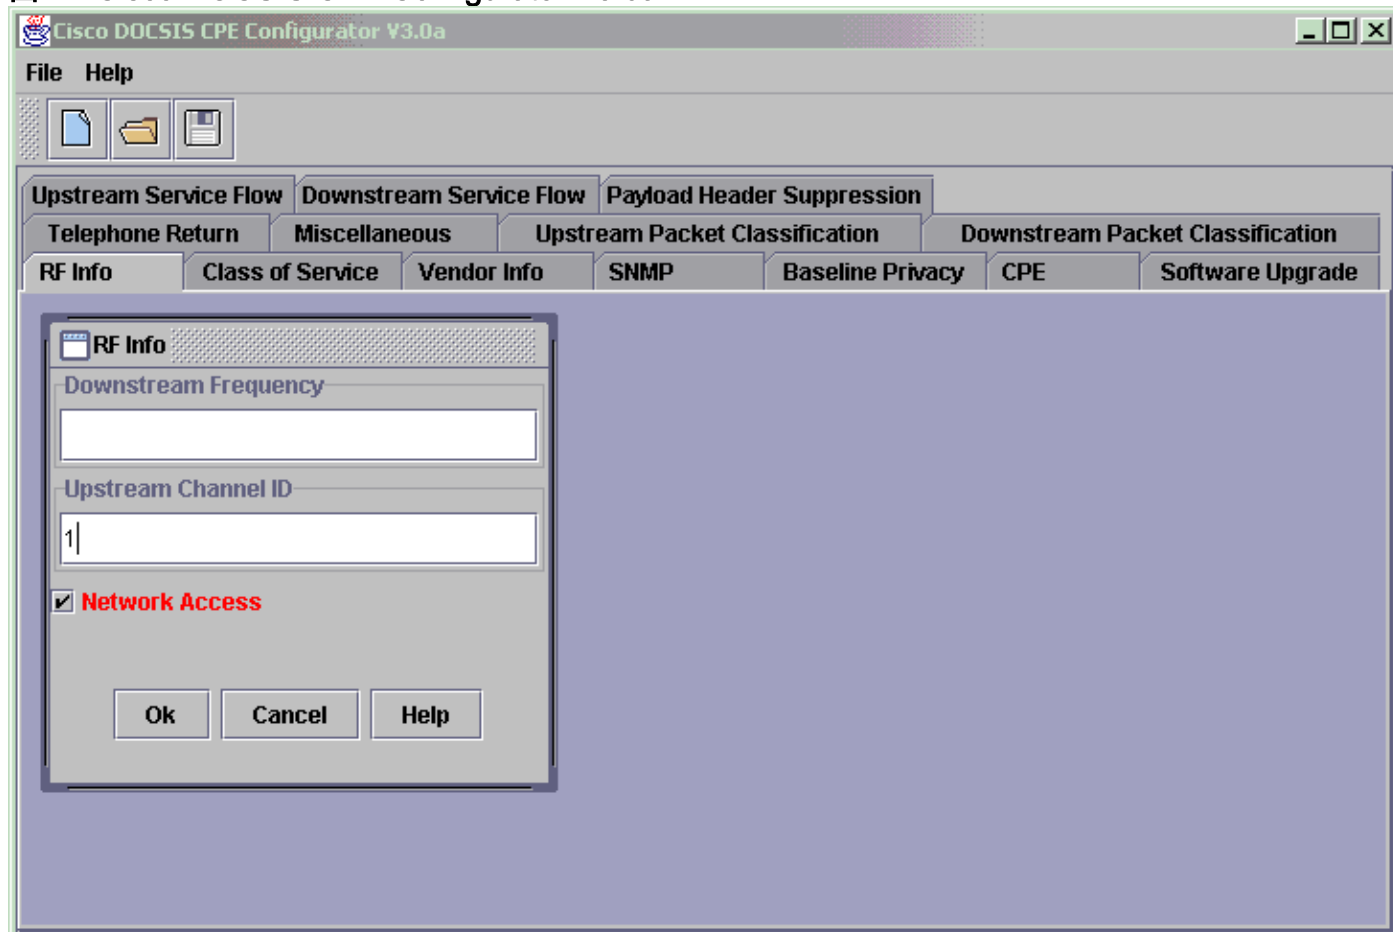 Cisco DOCSIS CPE Configurator V3.0a
File Help
Upstream Service Flow Downstream Service Flow Payload Header Suppression
Telephone Return Miscellaneous Upstream Packet Classification Downstream Packet Classification
RF Info Class of Service Vendor Info SNMP Baseline Privacy CPE Software Upgrade
RF Info
Downstream Frequency
Upstream Channel ID
1
Network Access
Ok Cancel Help